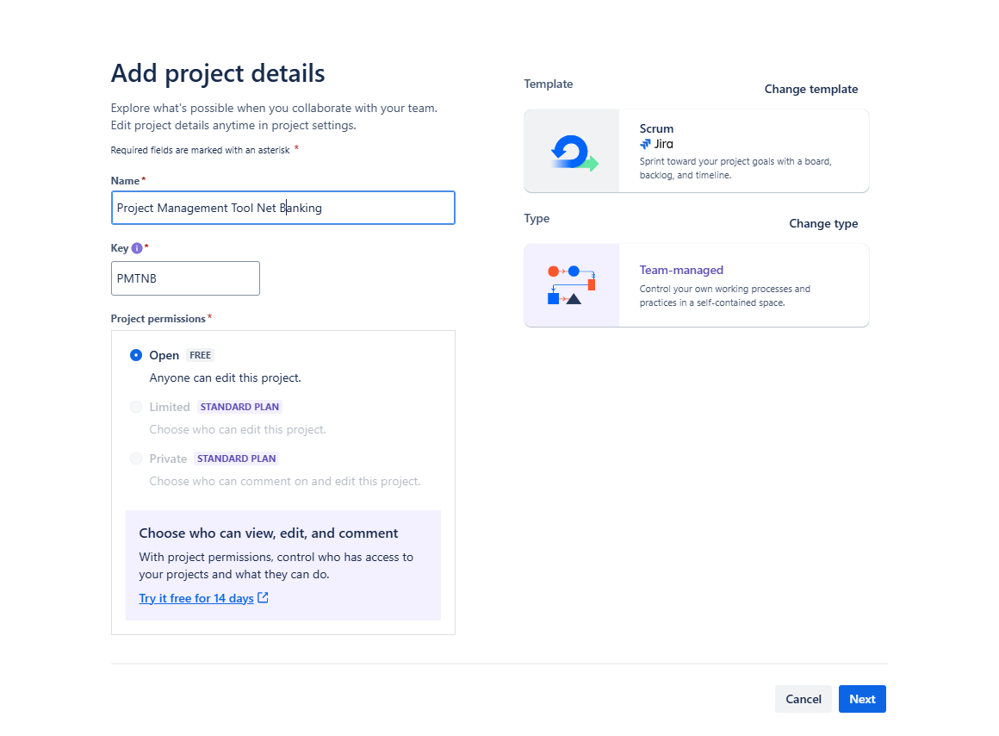 Add project details
Explore what's possible when you collaborate with your team.
Edit project details anytime in project settings.
Required fields are marked with an asterisk *
Name *
Project Management Tool Net Banking
Key i *
PMTNB
Project permissions *
Open FREE
Anyone can edit this project.
Limited STANDARD PLAN
Choose who can edit this project.
Private STANDARD PLAN
Choose who can comment on and edit this project.
Choose who can view, edit, and comment
With project permissions, control who has access to
your projects and what they can do.
Try it free for 14 days
Template
Change template
Scrum
Jira
Sprint toward your project goals with a board,
backlog, and timeline.
Type
Change type
Team-managed
Control your own working processes and
practices in a self-contained space.
Cancel
Next